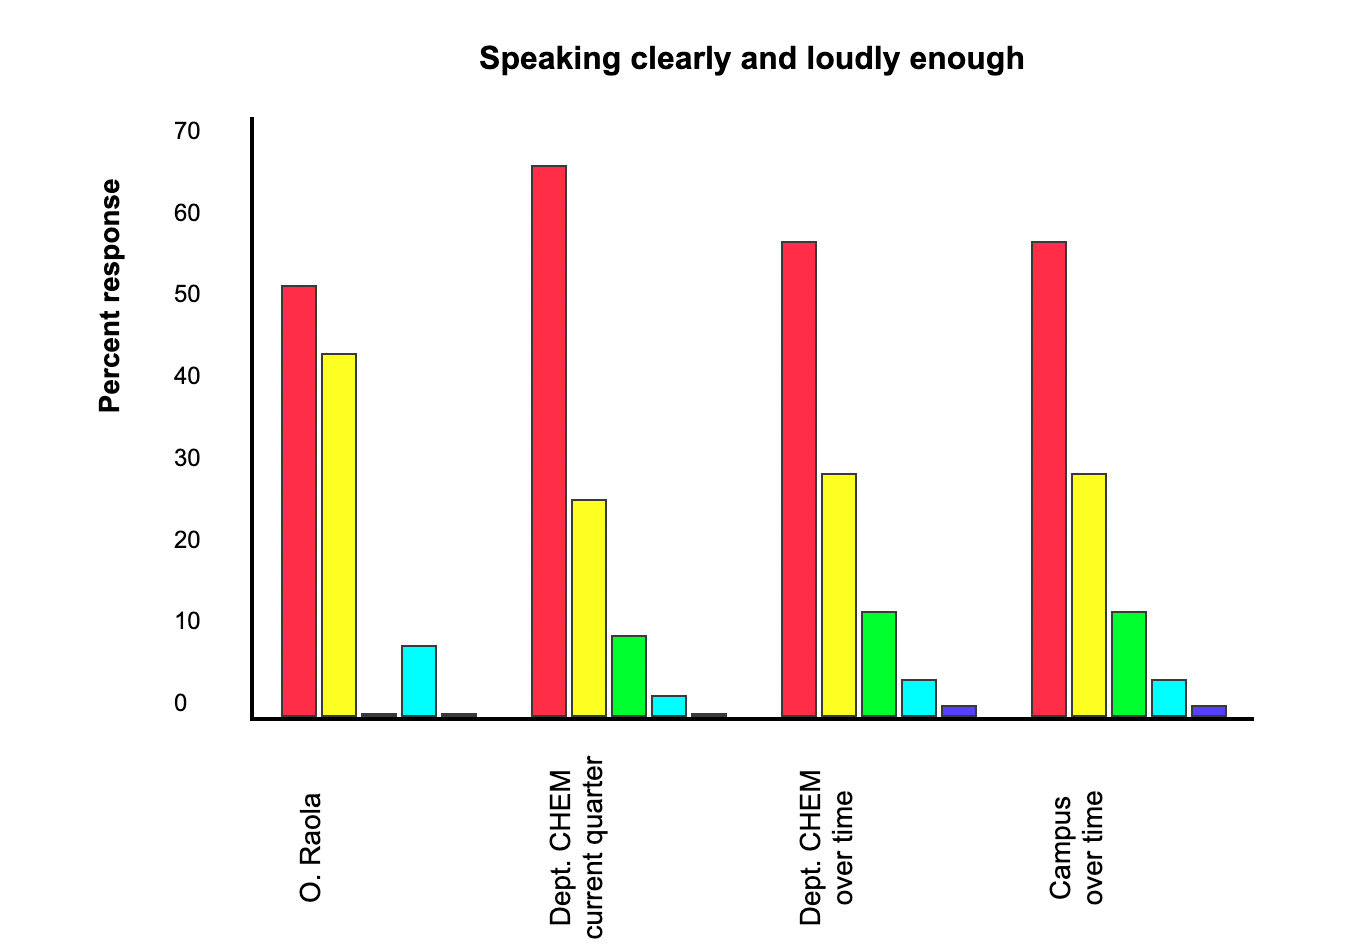 Speaking clearly and loudly enough
Percent response
70
60
50
40
30
20
10
0
O. Raola
Dept. CHEM
current quarter
Dept. CHEM
over time
Campus
over time